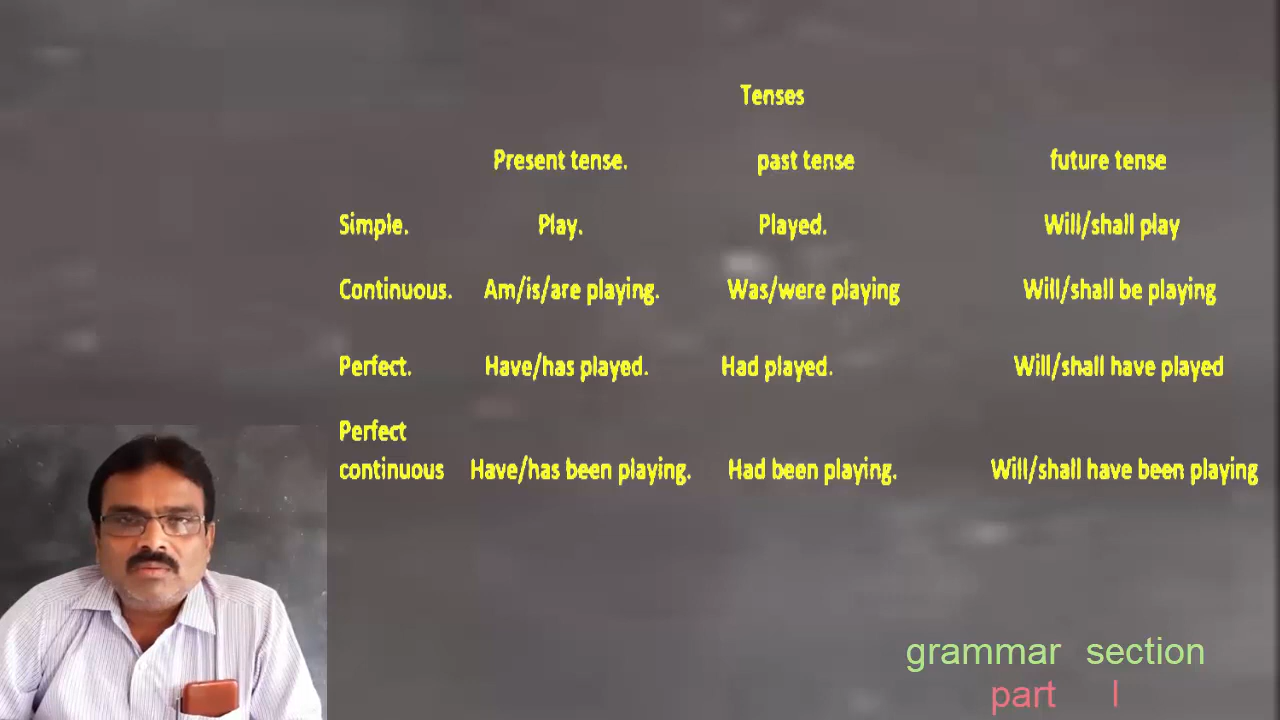 Tenses
Present tense. past tense future tense
Simple. Play. Played. Will/shall play
Continuous. Am/is/are playing. Was/were playing Will/shall be playing
Perfect. Have/has played. Had played. Will/shall have played
Perfect
continuous Have/has been playing. Had been playing. Will/shall have been playing
grammar section
part I